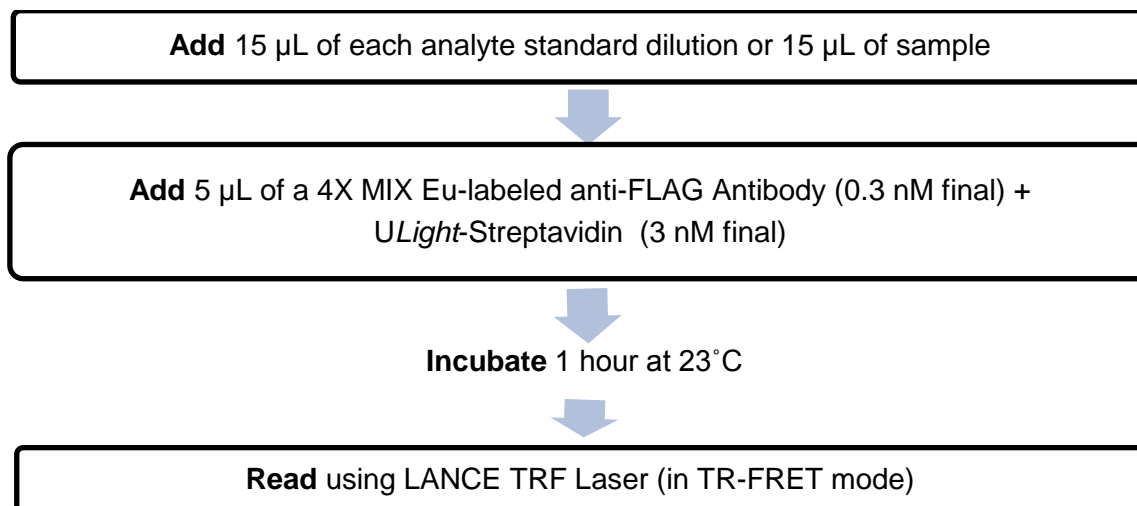 Add 15 µL of each analyte standard dilution or 15 µL of sample
Add 5 µL of a 4X MIX Eu-labeled anti-FLAG Antibody (0.3 nM final) +
ULight-Streptavidin  (3 nM final)
Incubate 1 hour at 23˚C
Read using LANCE TRF Laser (in TR-FRET mode)